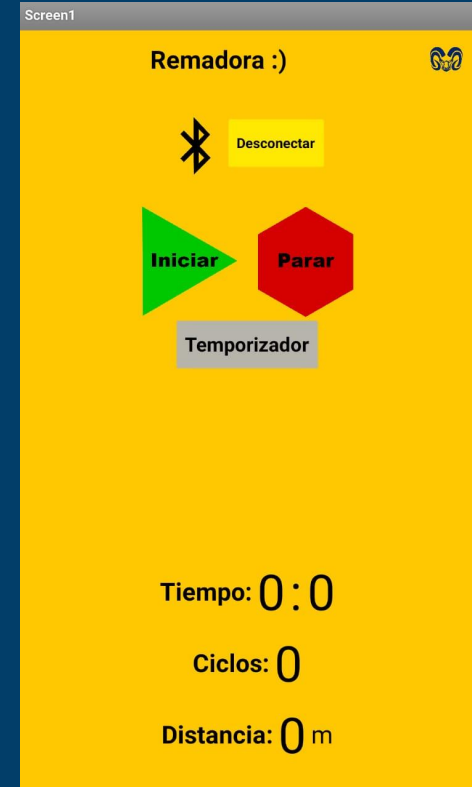 Screen1
Remadora :)
Desconectar
Iniciar Parar
Temporizador
Tiempo: 0:0
Ciclos: 0
Distancia: 0 m